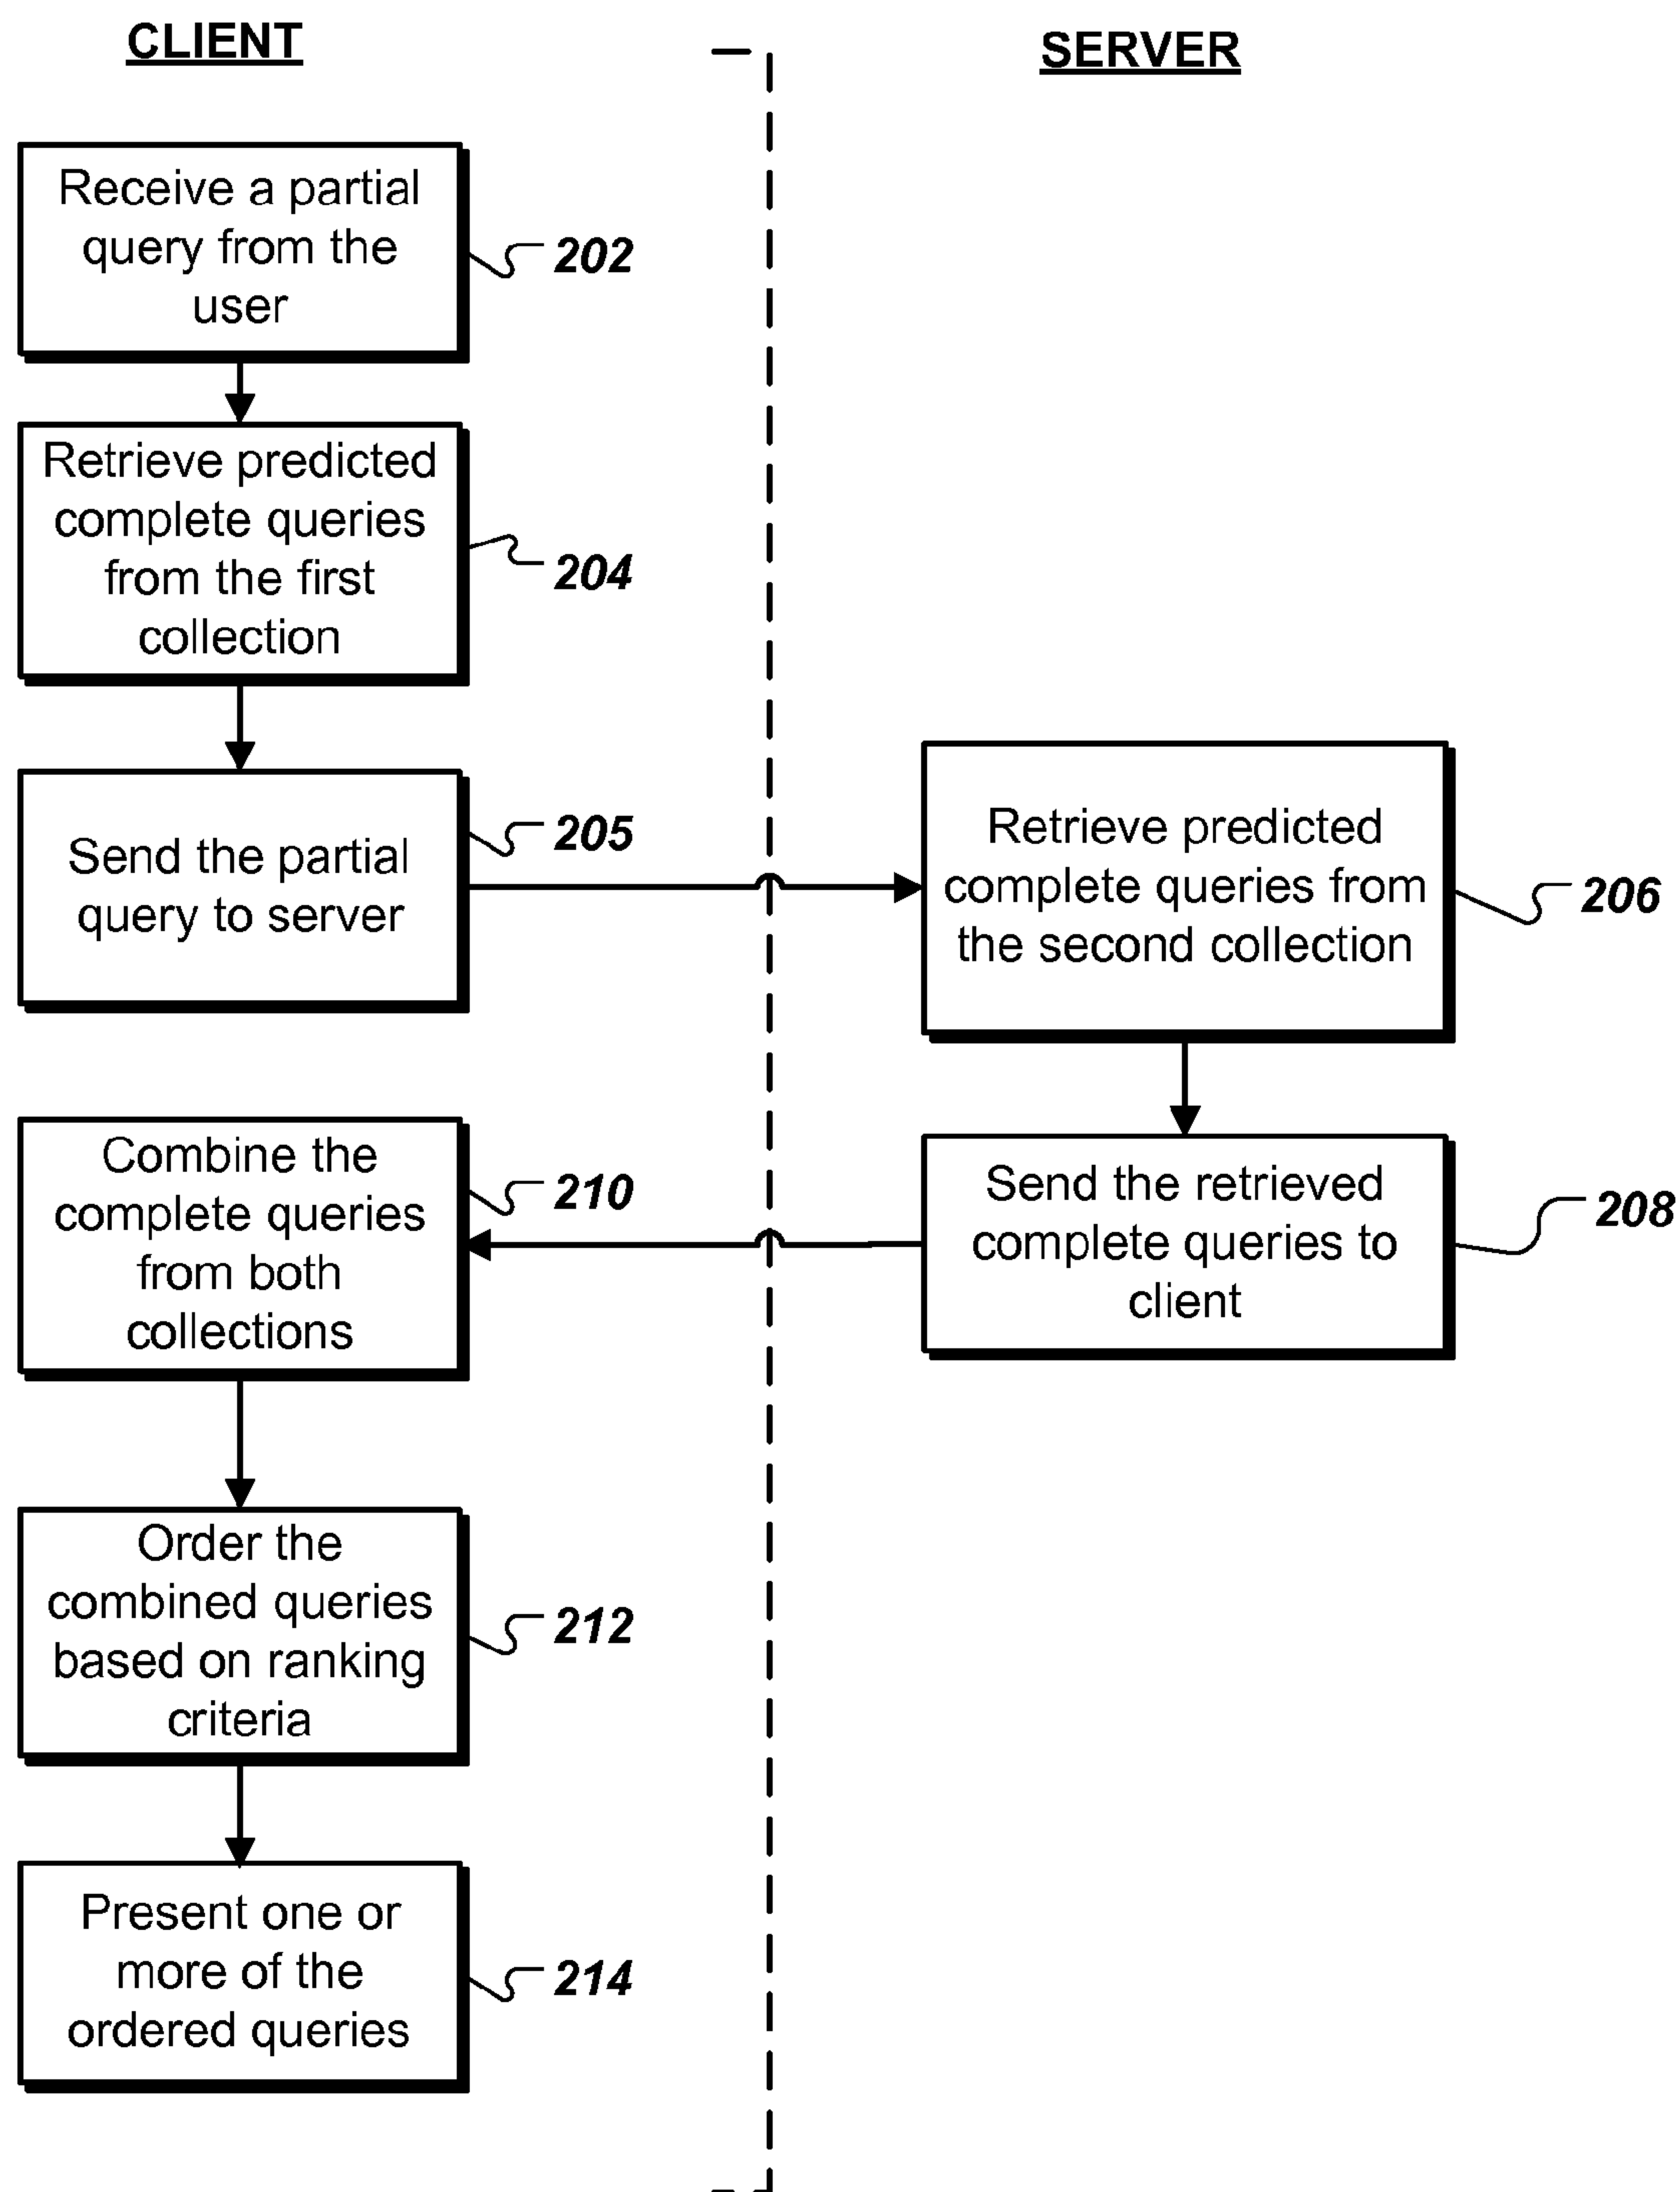 CLIENT
SERVER
Receive a partial
query from the
user
202
Retrieve predicted
complete queries
from the first
collection
204
Send the partial
query to server
205
Retrieve predicted
complete queries from
the second collection
206
Send the retrieved
complete queries to
client
208
Combine the
complete queries
from both
collections
210
Order the
combined queries
based on ranking
criteria
212
Present one or
more of the
ordered queries
214